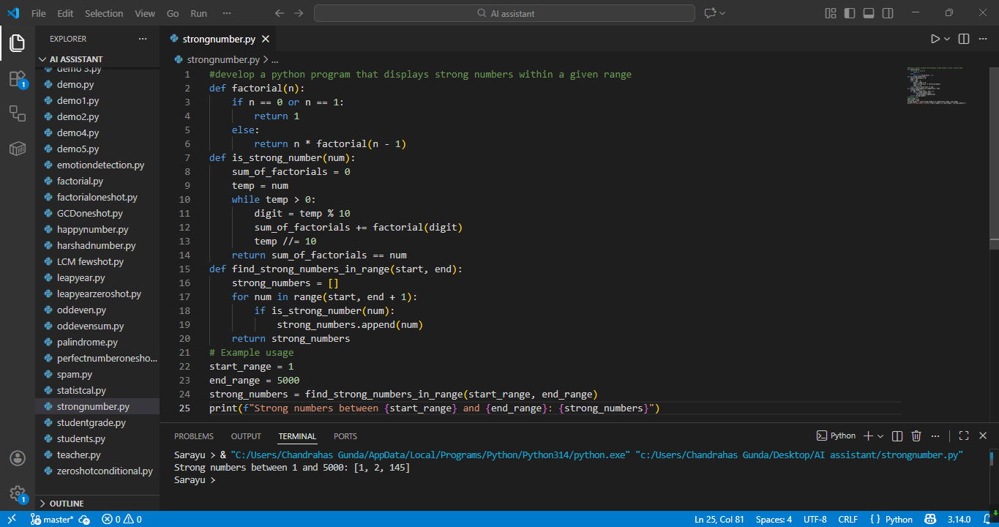 File Edit Selection View Go Run ···
AI assistant
EXPLORER ···
AI ASSISTANT
demo 3.py
demo.py
demo1.py
demo2.py
demo4.py
demo5.py
emotiondetection.py
factorial.py
factorialoneshot.py
GCDoneshot.py
happynumber.py
harshadnumber.py
LCM fewshot.py
leapyear.py
leapyearzeroshot.py
oddeven.py
oddevensum.py
palindrome.py
perfectnumberonesho...
spam.py
statistcal.py
strongnumber.py
studentgrade.py
students.py
teacher.py
zeroshotconditional.py
OUTLINE
1
1
strongnumber.py
strongnumber.py > ...
1 #develop a python program that displays strong numbers within a given range
2 def factorial(n):
3     if n == 0 or n == 1:
4         return 1
5     else:
6         return n * factorial(n - 1)
7 def is_strong_number(num):
8     sum_of_factorials = 0
9     temp = num
10     while temp > 0:
11         digit = temp % 10
12         sum_of_factorials += factorial(digit)
13         temp //= 10
14     return sum_of_factorials == num
15 def find_strong_numbers_in_range(start, end):
16     strong_numbers = []
17     for num in range(start, end + 1):
18         if is_strong_number(num):
19             strong_numbers.append(num)
20     return strong_numbers
21 # Example usage
22 start_range = 1
23 end_range = 5000
24 strong_numbers = find_strong_numbers_in_range(start_range, end_range)
25 print(f"Strong numbers between {start_range} and {end_range}: {strong_numbers}")
PROBLEMS OUTPUT TERMINAL PORTS
Python
Sarayu > & "C:/Users/Chandrahas Gunda/AppData/Local/Programs/Python/Python314/python.exe" "c:/Users/Chandrahas Gunda/Desktop/AI assistant/strongnumber.py"
Strong numbers between 1 and 5000: [1, 2, 145]
Sarayu >
master* 0 0
Ln 25, Col 81 Spaces: 4 UTF-8 CRLF { } Python 3.14.0